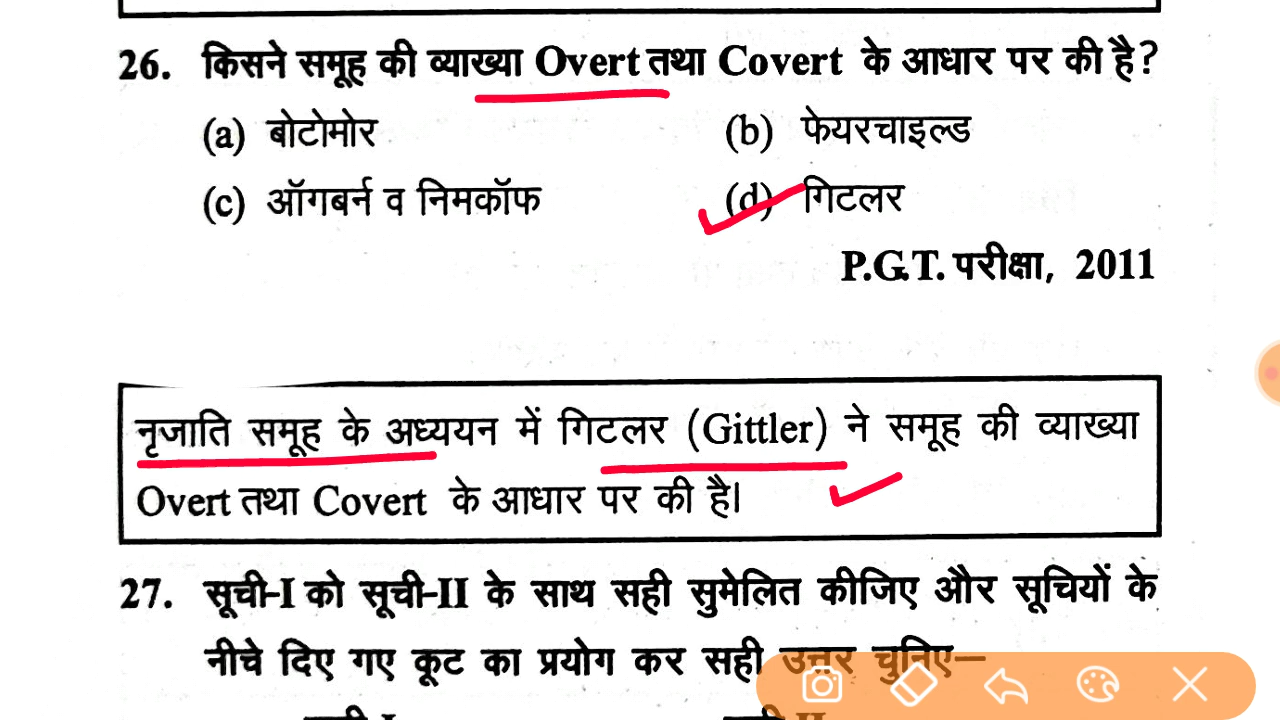 26. किसने समूह की व्याख्या Overt तथा Covert के आधार पर की है?
(a) बोटोमोर (b) फेयरचाइल्ड
(c) ऑगबर्न व निमकॉफ (d) गिटलर
P.G.T. परीक्षा, 2011
नृजाति समूह के अध्ययन में गिटलर (Gittler) ने समूह की व्याख्या
Overt तथा Covert के आधार पर की है।
27. सूची-I को सूची-II के साथ सही सुमेलित कीजिए और सूचियों के
नीचे दिए गए कूट का प्रयोग कर सही उत्तर चुनिए—